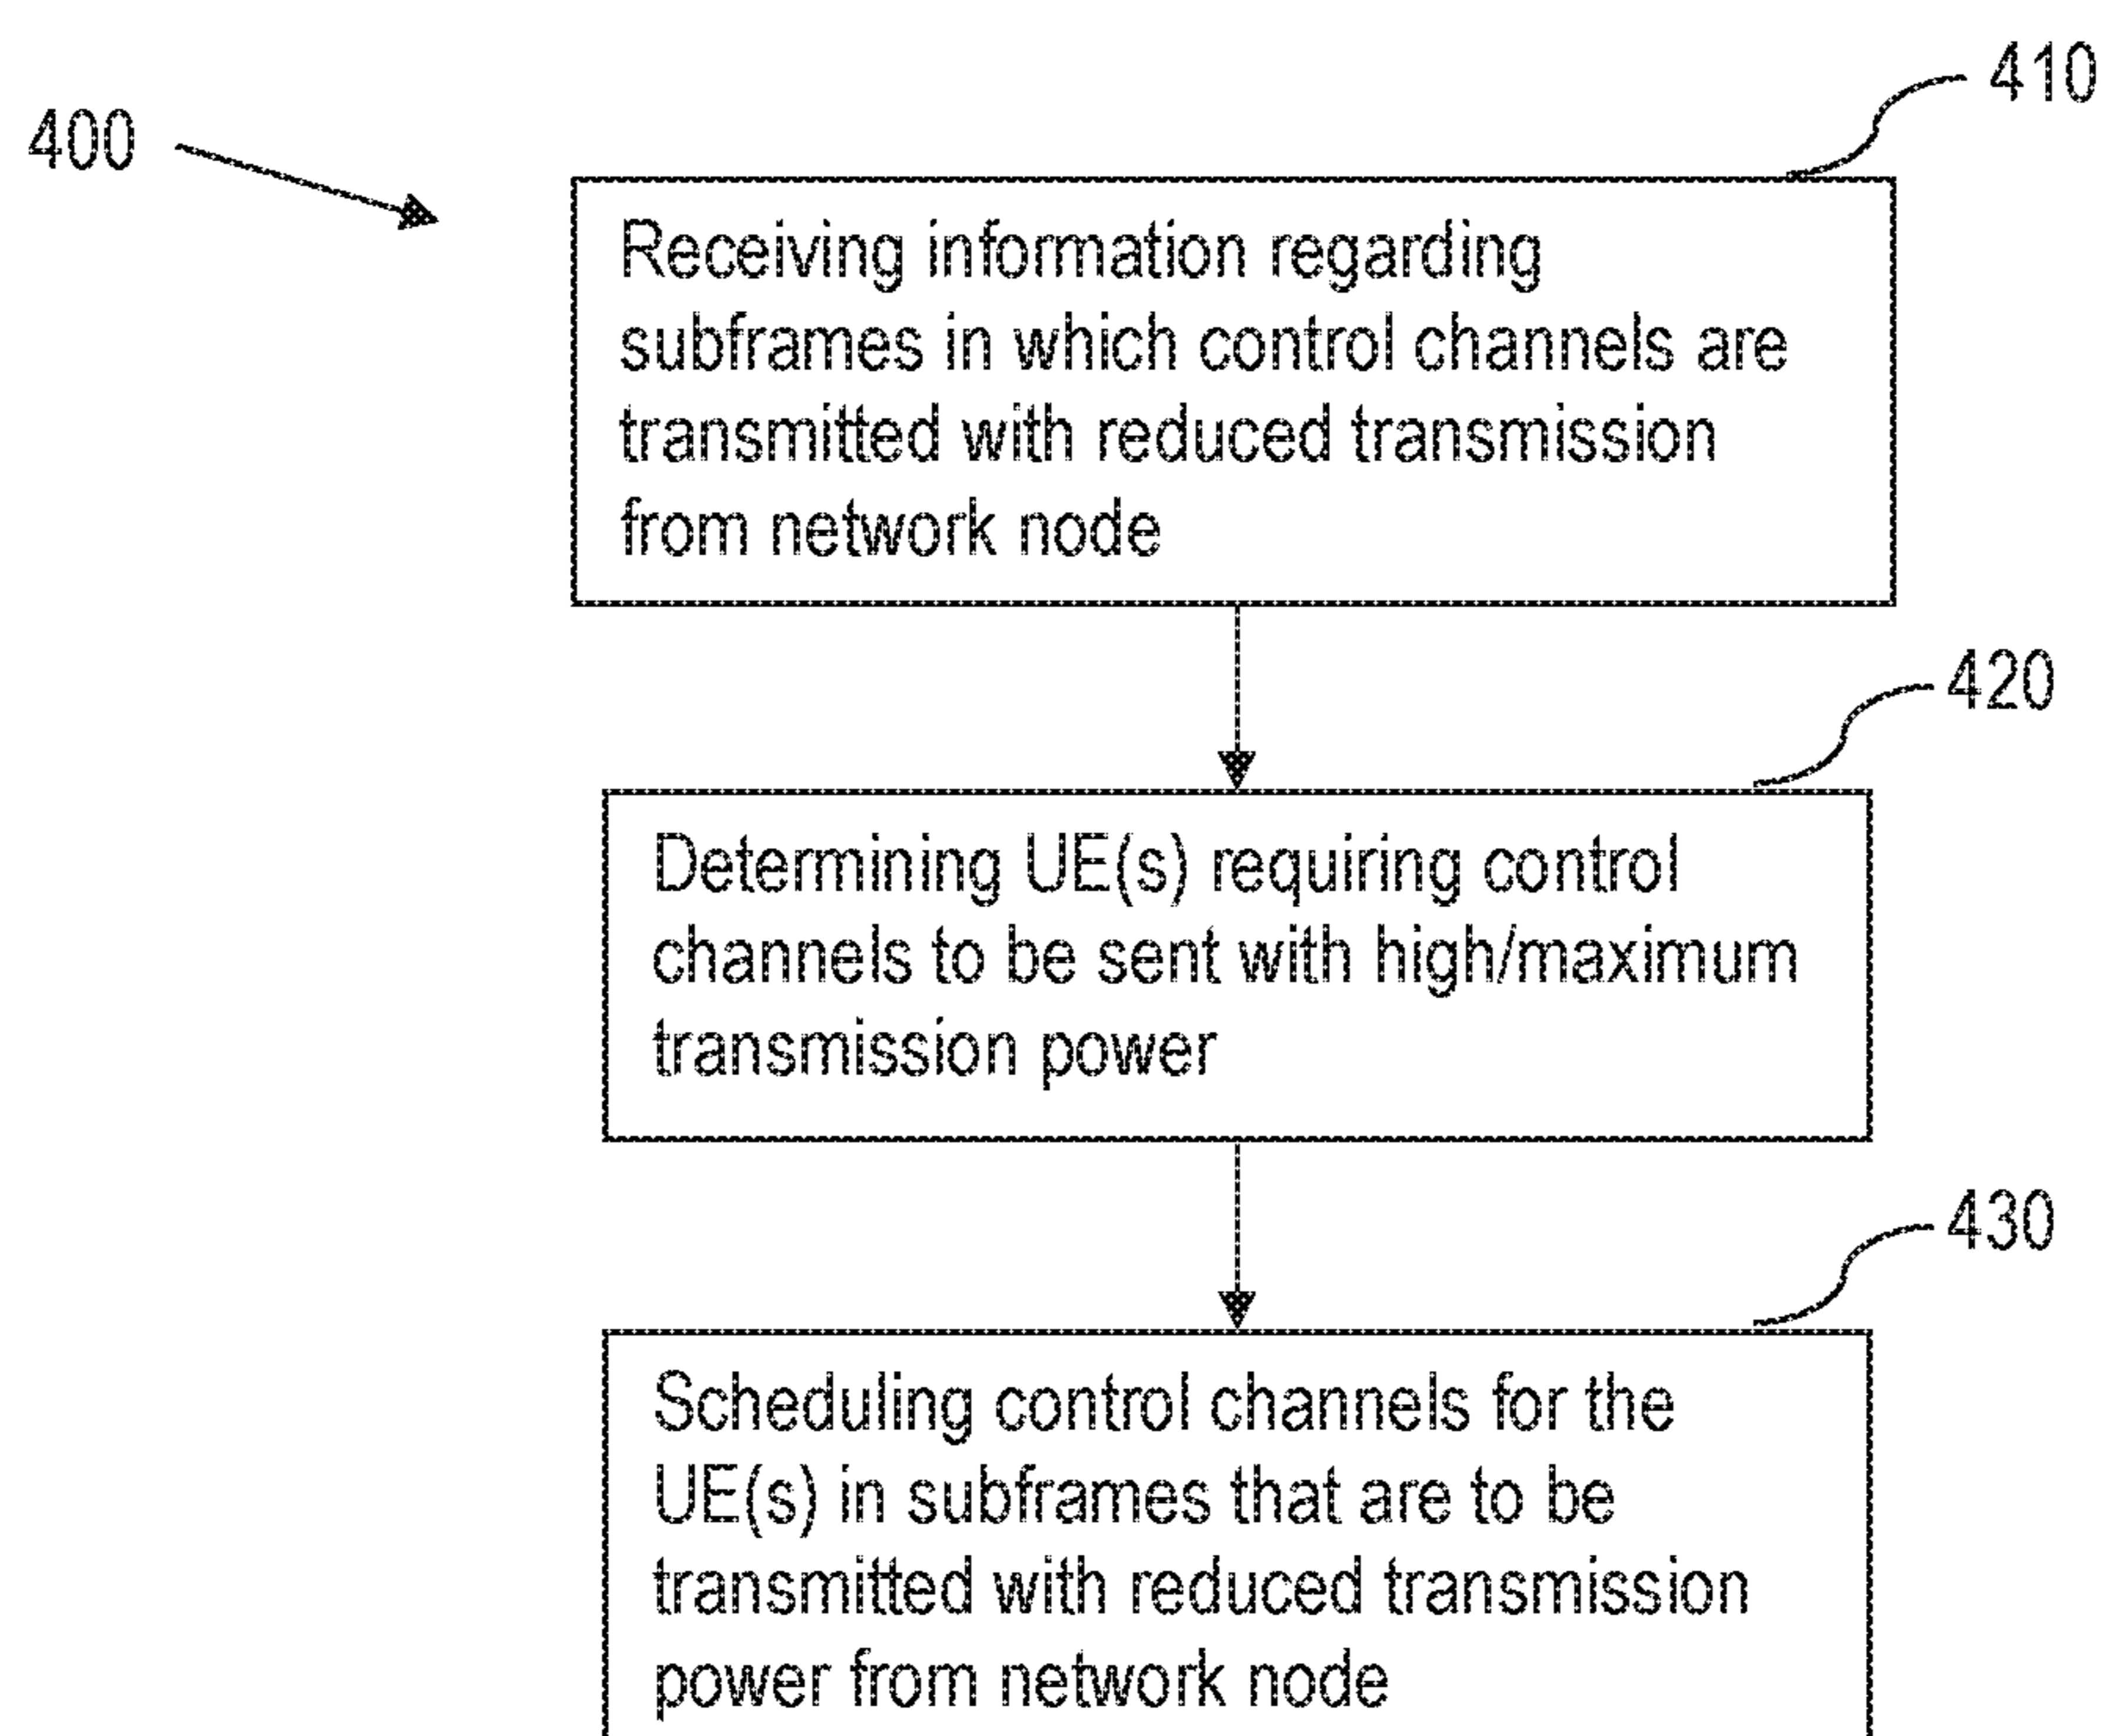 400
410
Receiving information regarding
subframes in which control channels are
transmitted with reduced transmission
from network node
420
Determining UE(s) requiring control
channels to be sent with high/maximum
transmission power
430
Scheduling control channels for the
UE(s) in subframes that are to be
transmitted with reduced transmission
power from network node